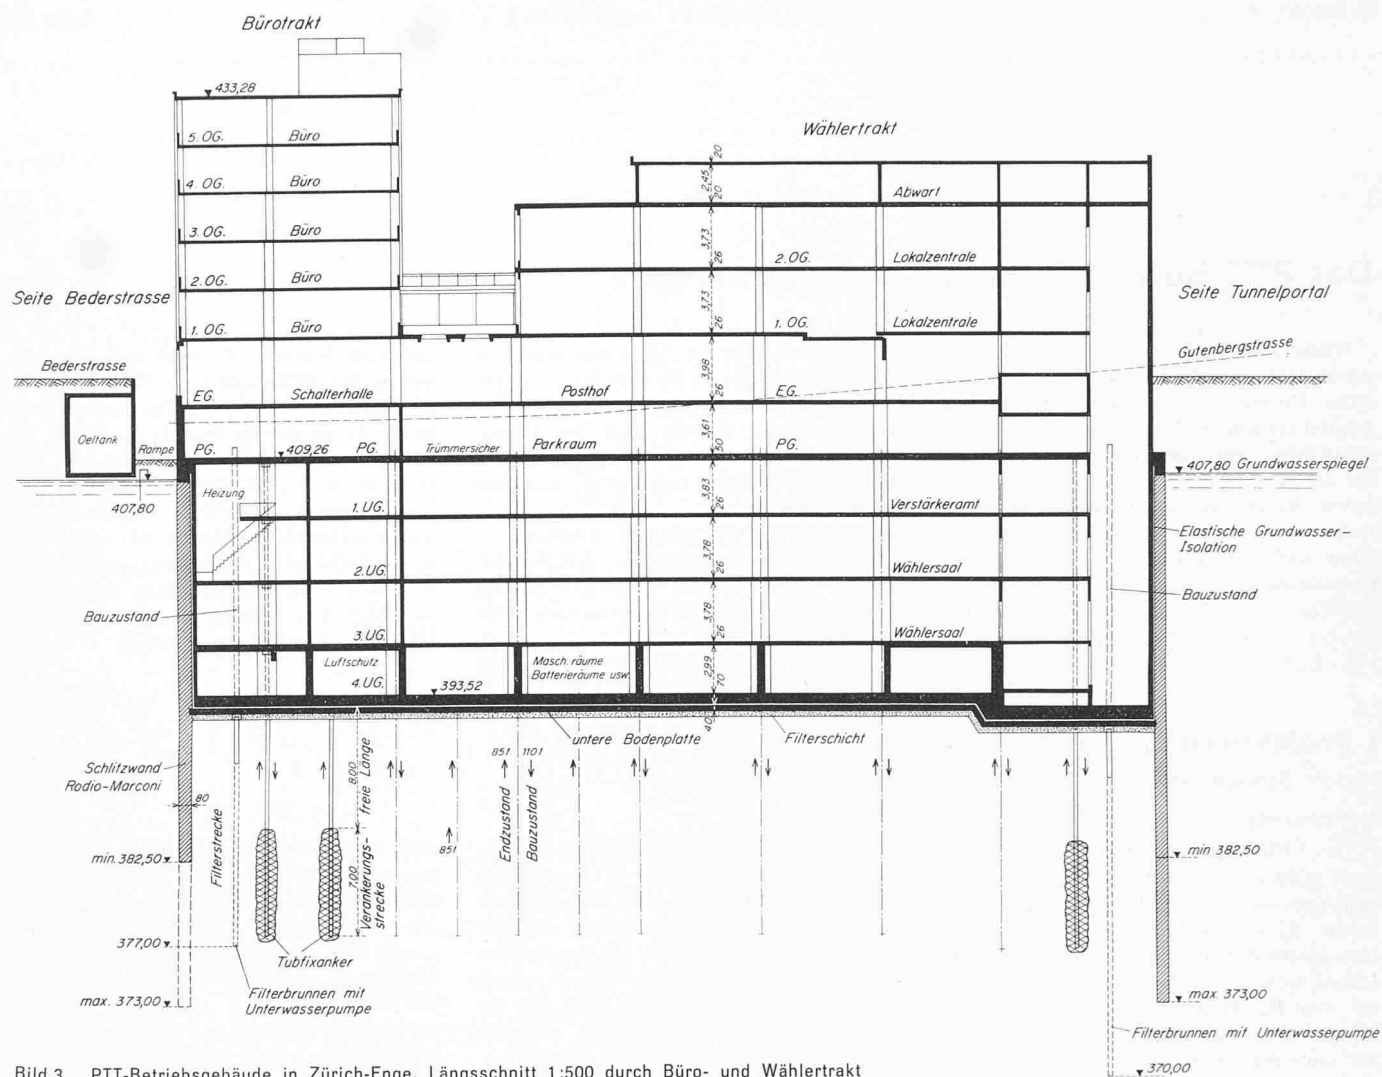 Bürotrakt
433,28
5. OG. Büro
4. OG. Büro
3. OG. Büro
2. OG. Büro
1. OG. Büro
Wählertrakt
20
2,45
20
Abwart
3,73
26
2. OG. Lokalzentrale
3,73
26
1. OG. Lokalzentrale
Seite Bederstrasse
Seite Tunnelportal
Bederstrasse
Gutenbergstrasse
3,98
26
EG. Schalterhalle Posthof EG.
Oeltank
Rampe
3,61
50
PG. 409,26 PG. Trümmersicher Parkraum PG.
407,80
407,80 Grundwasserspiegel
Heizung
3,83
26
1. UG. Verstärkeramt
Elastische Grundwasser-
Isolation
3,78
26
2. UG. Wählersaal
Bauzustand
Bauzustand
3,78
26
3. UG. Wählersaal
Luftschutz
Masch. räume
Batterieräume usw.
2,99
70
4. UG. 393,52
40
untere Bodenplatte
Filterschicht
Schlitzwand
Rodio-Marconi
80
8,00
freie Länge
851 1101
Endzustand
Bauzustand
851
min. 382,50
min. 382,50
Filterstrecke
7,00
Verankerungs-
strecke
377,00
Tubfixanker
max. 373,00
max. 373,00
Filterbrunnen mit
Unterwasserpumpe
Filterbrunnen mit Unterwasserpumpe
370,00
Bild 3. PTT-Betriebsgebäude in Zürich-Enge. Längsschnitt 1:500 durch Büro- und Wählertrakt